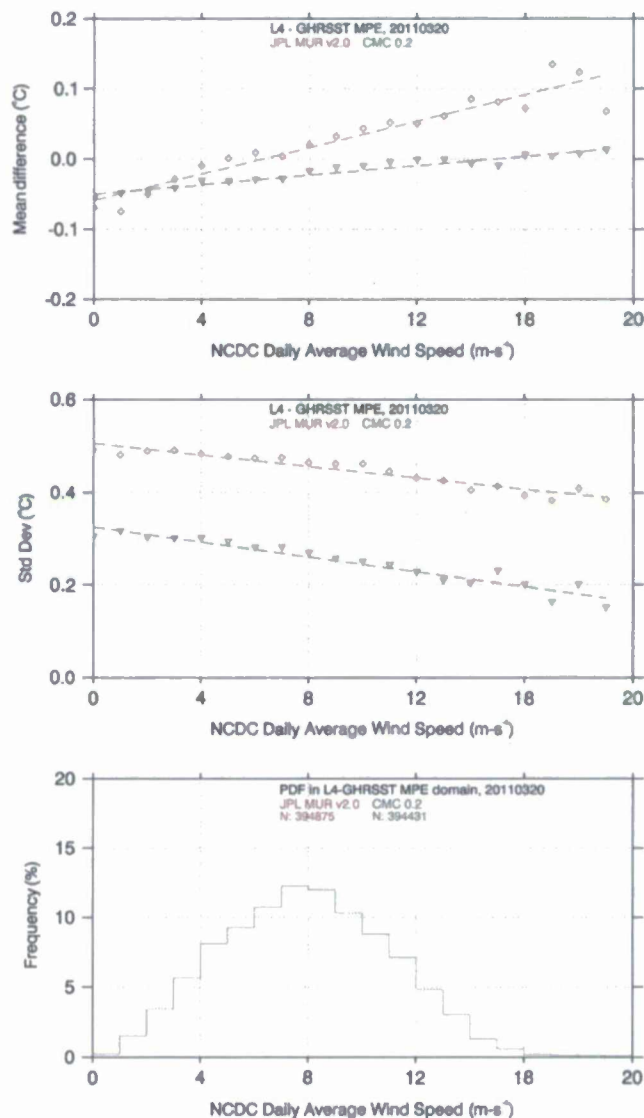 L4 - GHRSST MPE, 20110320
JPL MUR v2.0 CMC 0.2
0.2
0.1
0.0
-0.1
-0.2
Mean difference (°C)
0 4 8 12 16 20
NCDC Daily Average Wind Speed (m-s⁻¹)
L4 - GHRSST MPE, 20110320
JPL MUR v2.0 CMC 0.2
0.6
0.4
0.2
0.0
Std Dev (°C)
0 4 8 12 16 20
NCDC Daily Average Wind Speed (m-s⁻¹)
PDF in L4-GHRSST MPE domain, 20110320
JPL MUR v2.0 CMC 0.2
N: 394875 N: 394431
20
15
10
5
0
Frequency (%)
0 4 8 12 16 20
NCDC Daily Average Wind Speed (m-s⁻¹)